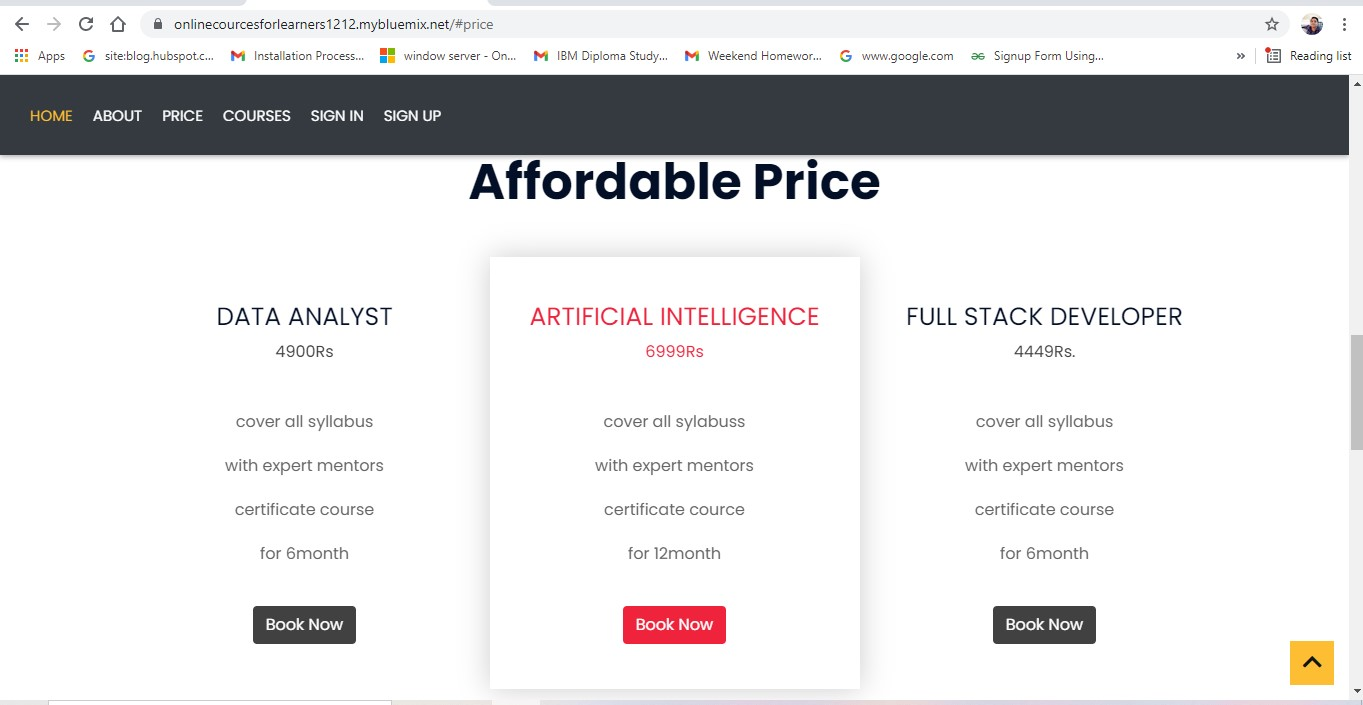 onlinecourcesforlearners1212.mybluemix.net/#price
Apps site:blog.hubspot.c... Installation Process... window server - On... IBM Diploma Study... Weekend Homewor... www.google.com Signup Form Using... » Reading list
HOME ABOUT PRICE COURSES SIGN IN SIGN UP
Affordable Price
DATA ANALYST
4900Rs
cover all syllabus
with expert mentors
certificate course
for 6month
Book Now
ARTIFICIAL INTELLIGENCE
6999Rs
cover all sylabuss
with expert mentors
certificate cource
for 12month
Book Now
FULL STACK DEVELOPER
4449Rs.
cover all syllabus
with expert mentors
certificate course
for 6month
Book Now